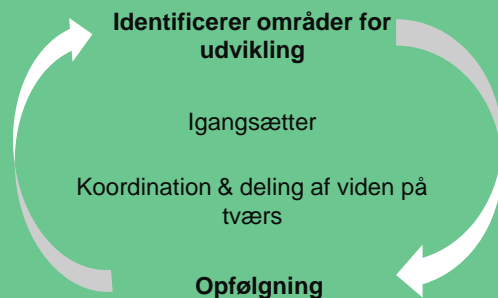 Identificerer områder for
udvikling
Igangsætter
Koordination & deling af viden på
tværs
Opfølgning